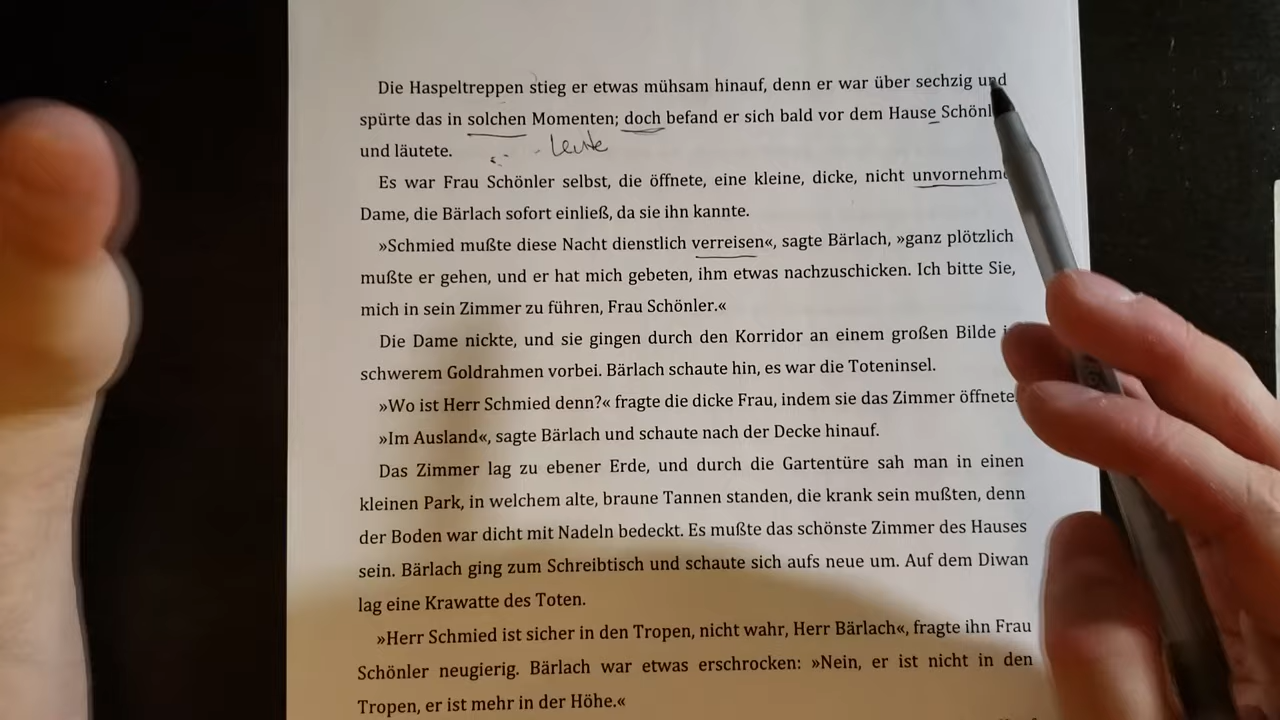 Die Haspeltreppen stieg er etwas mühsam hinauf, denn er war über sechzig und
spürte das in solchen Momenten; doch befand er sich bald vor dem Hause
und läutete.
Leute
Es war Frau Schönler selbst, die öffnete, eine kleine, dicke, nicht unvornehme
Dame, die Bärlach sofort einließ, da sie ihn kannte.
»Schmied mußte diese Nacht dienstlich verreisen«, sagte Bärlach, »ganz plötzlich
mußte er gehen, und er hat mich gebeten, ihm etwas nachzuschicken. Ich bitte Sie,
mich in sein Zimmer zu führen, Frau Schönler.«
Die Dame nickte, und sie gingen durch den Korridor an einem großen Bilde
schwerem Goldrahmen vorbei. Bärlach schaute hin, es war die Toteninsel.
»Wo ist Herr Schmied denn?« fragte die dicke Frau, indem sie das Zimmer öffnete.
»Im Ausland«, sagte Bärlach und schaute nach der Decke hinauf.
Das Zimmer lag zu ebener Erde, und durch die Gartentüre sah man in einen
kleinen Park, in welchem alte, braune Tannen standen, die krank sein mußten, denn
der Boden war dicht mit Nadeln bedeckt. Es mußte das schönste Zimmer des Hauses
sein. Bärlach ging zum Schreibtisch und schaute sich aufs neue um. Auf dem Diwan
lag eine Krawatte des Toten.
»Herr Schmied ist sicher in den Tropen, nicht wahr, Herr Bärlach«, fragte ihn Frau
Schönler neugierig. Bärlach war etwas erschrocken: »Nein, er ist nicht in den
Tropen, er ist mehr in der Höhe.«